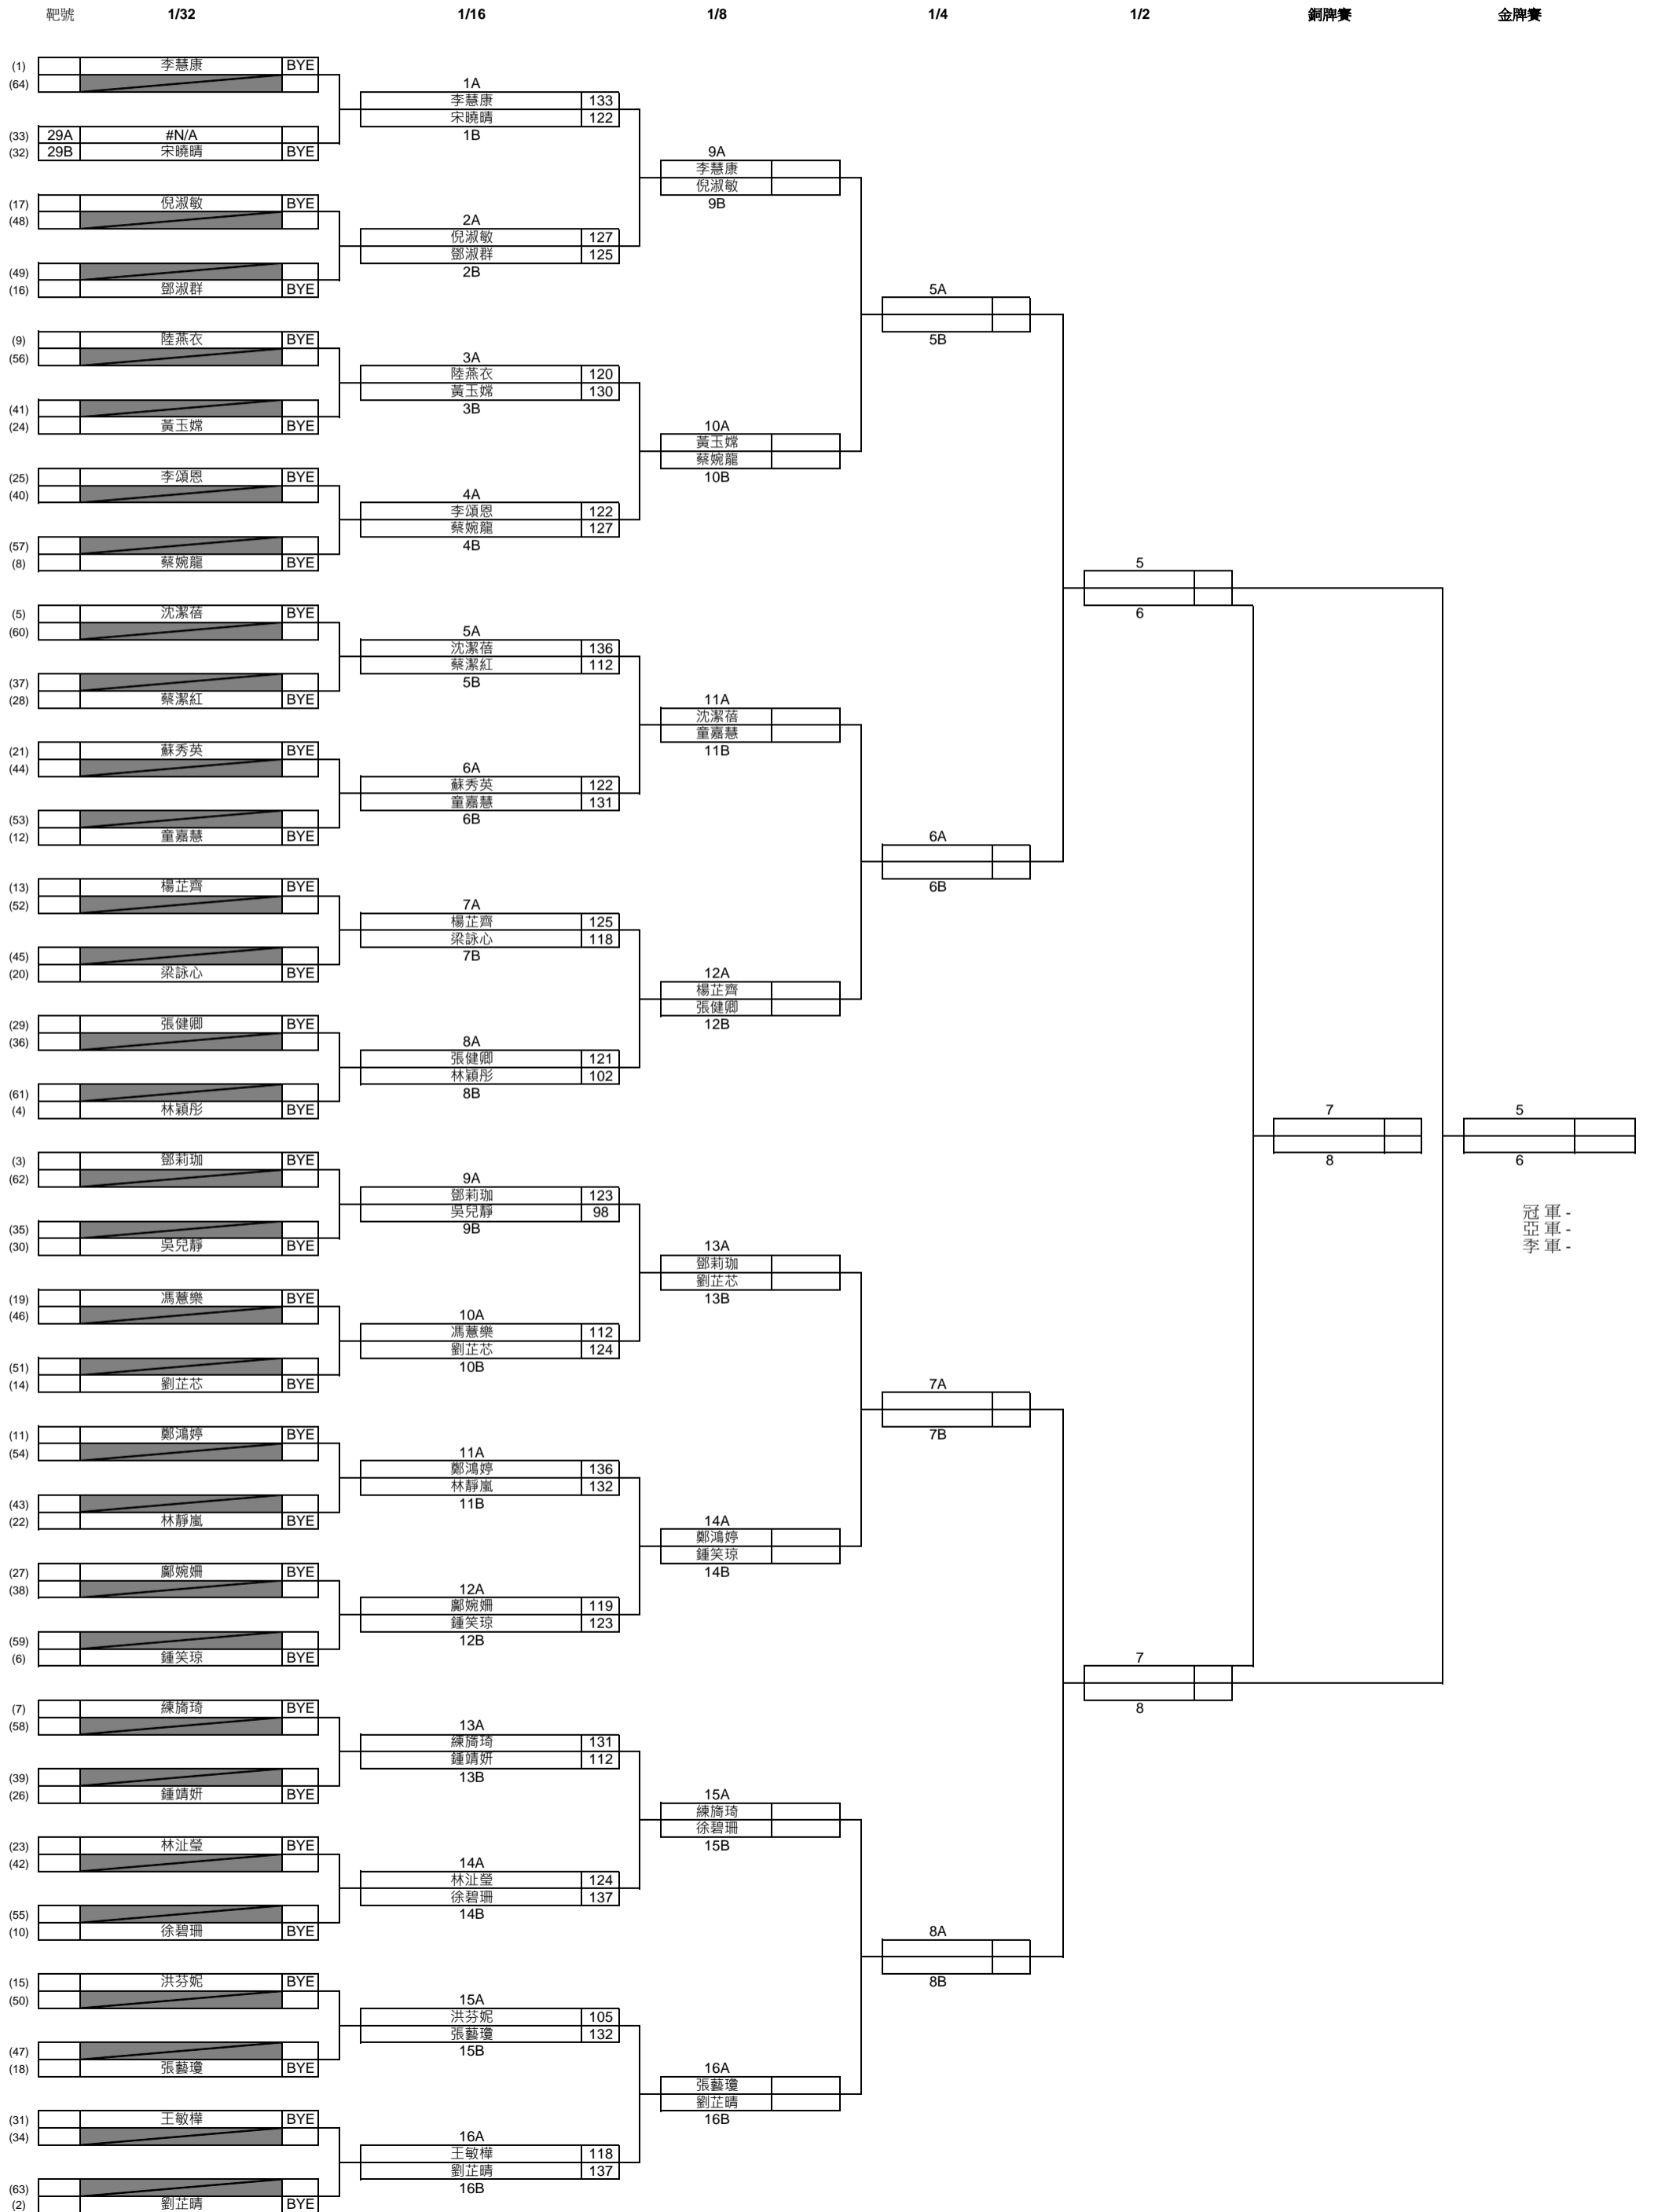 靶號 1/32 1/16 1/8 1/4 1/2 銅牌賽 金牌賽
(1) 李慧康 BYE
(64)
1A
李慧康 133
宋曉晴 122
1B
(33) 29A #N/A
(32) 29B 宋曉晴 BYE
9A
李慧康
倪淑敏
9B
(17) 倪淑敏 BYE
(48)
2A
倪淑敏 127
鄧淑群 125
2B
(49)
(16) 鄧淑群 BYE
5A
5B
(9) 陸燕衣 BYE
(56)
3A
陸燕衣 120
黃玉嫦 130
3B
(41)
(24) 黃玉嫦 BYE
10A
黃玉嫦
蔡婉龍
10B
(25) 李頌恩 BYE
(40)
4A
李頌恩 122
蔡婉龍 127
4B
(57)
(8) 蔡婉龍 BYE
5
6
(5) 沈潔蓓 BYE
(60)
5A
沈潔蓓 136
蔡潔紅 112
5B
(37)
(28) 蔡潔紅 BYE
11A
沈潔蓓
童嘉慧
11B
(21) 蘇秀英 BYE
(44)
6A
蘇秀英 122
童嘉慧 131
6B
(53)
(12) 童嘉慧 BYE
6A
6B
(13) 楊芷齊 BYE
(52)
7A
楊芷齊 125
梁詠心 118
7B
(45)
(20) 梁詠心 BYE
12A
楊芷齊
張健卿
12B
(29) 張健卿 BYE
(36)
8A
張健卿 121
林穎彤 102
8B
(61)
(4) 林穎彤 BYE
7
8
5
6
(3) 鄧莉珈 BYE
(62)
9A
鄧莉珈 123
吳兒靜 98
9B
(35)
(30) 吳兒靜 BYE
冠 軍 -
亞 軍 -
季 軍 -
13A
鄧莉珈
劉芷芯
13B
(19) 馮薏樂 BYE
(46)
10A
馮薏樂 112
劉芷芯 124
10B
(51)
(14) 劉芷芯 BYE
7A
7B
(11) 鄭鴻婷 BYE
(54)
11A
鄭鴻婷 136
林靜嵐 132
11B
(43)
(22) 林靜嵐 BYE
14A
鄭鴻婷
鍾笑琼
14B
(27) 鄺婉姍 BYE
(38)
12A
鄺婉姍 119
鍾笑琼 123
12B
(59)
(6) 鍾笑琼 BYE
7
8
(7) 練旖琦 BYE
(58)
13A
練旖琦 131
鍾靖妍 112
13B
(39)
(26) 鍾靖妍 BYE
15A
練旖琦
徐碧珊
15B
(23) 林沚瑩 BYE
(42)
14A
林沚瑩 124
徐碧珊 137
14B
(55)
(10) 徐碧珊 BYE
8A
8B
(15) 洪芬妮 BYE
(50)
15A
洪芬妮 105
張藝瓊 132
15B
(47)
(18) 張藝瓊 BYE
16A
張藝瓊
劉芷晴
16B
(31) 王敏樺 BYE
(34)
16A
王敏樺 118
劉芷晴 137
16B
(63)
(2) 劉芷晴 BYE